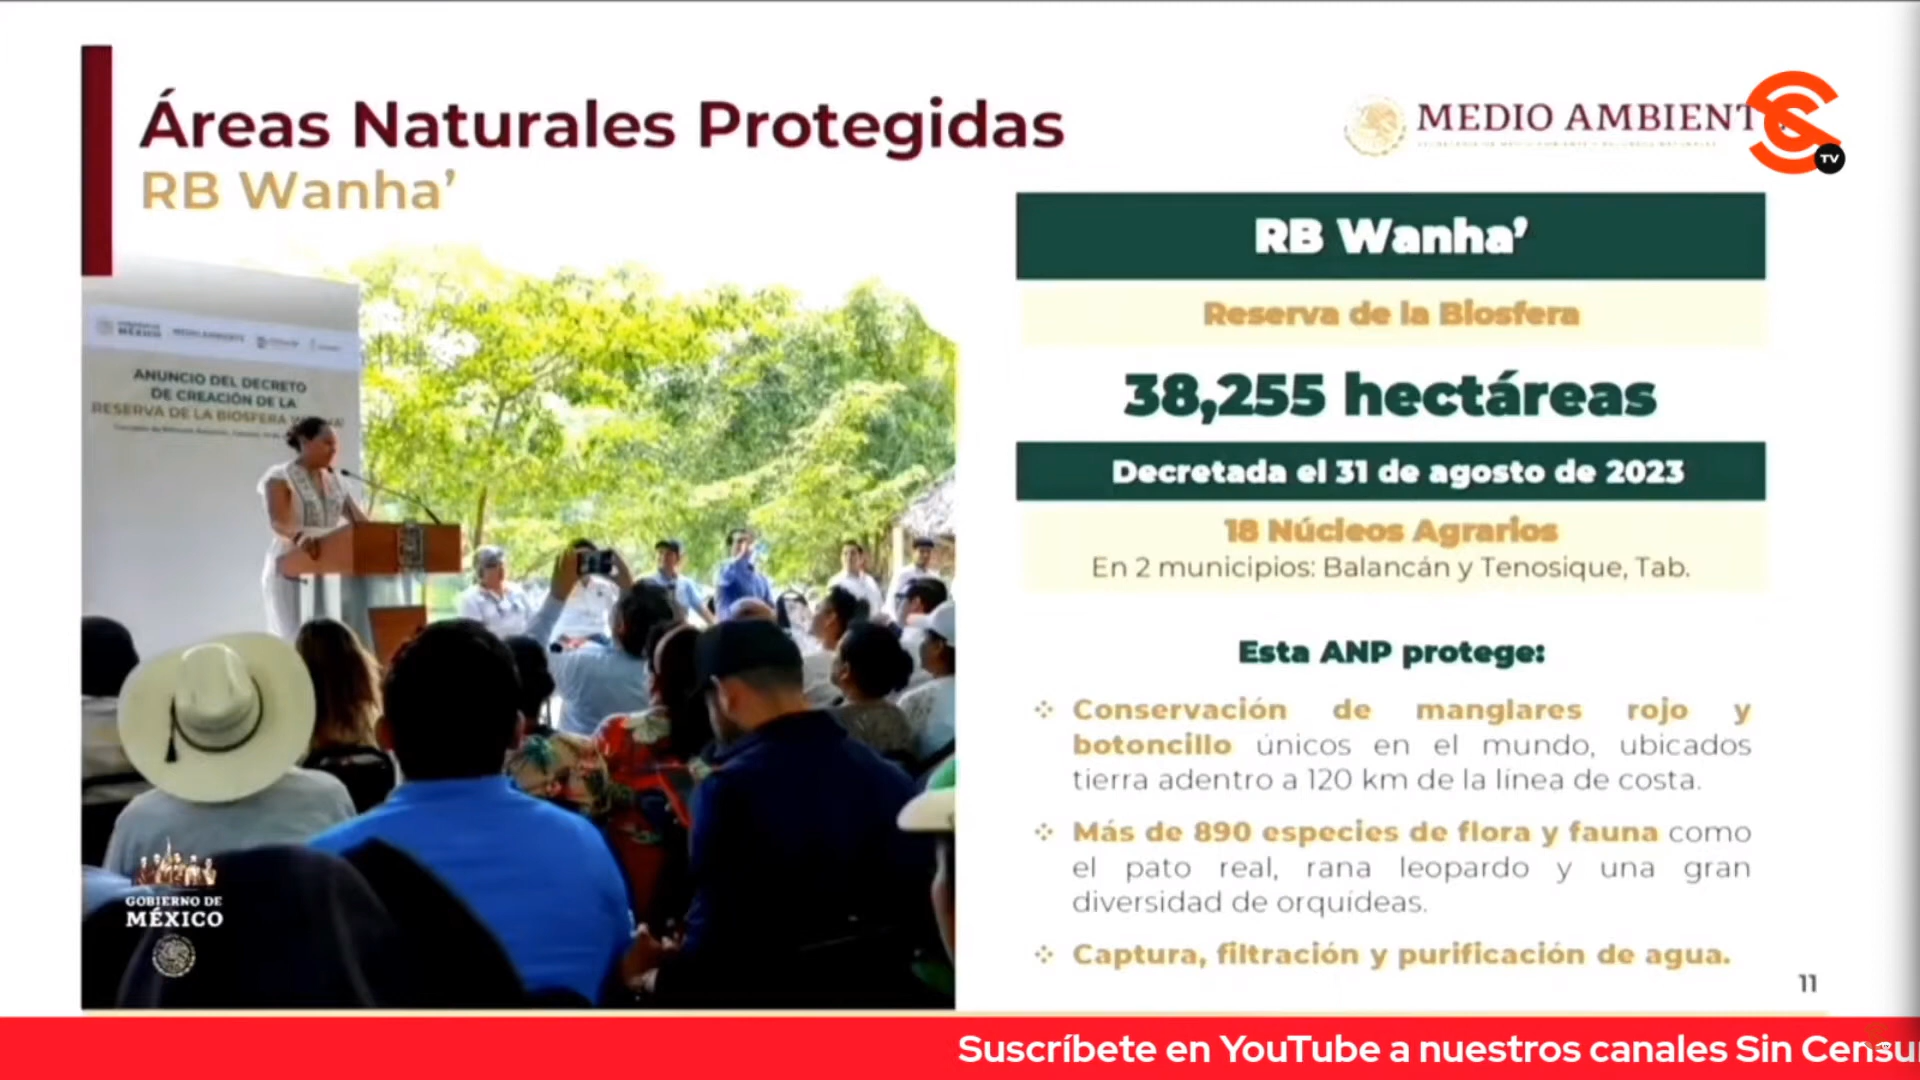 Áreas Naturales Protegidas
RB Wanha’
MEDIO AMBIENT
TV
RB Wanha’
Reserva de la Biosfera
38,255 hectáreas
Decretada el 31 de agosto de 2023
18 Núcleos Agrarios
En 2 municipios: Balancán y Tenosique, Tab.
Esta ANP protege:
Conservación de manglares rojo y
botoncillo únicos en el mundo, ubicados
tierra adentro a 120 km de la línea de costa.
Más de 890 especies de flora y fauna como
el pato real, rana leopardo y una gran
diversidad de orquídeas.
Captura, filtración y purificación de agua.
11
MÉXICO
MEDIO AMBIENTE
ANUNCIO DEL DECRETO
DE CREACIÓN DE LA
RESERVA DE LA BIOSFERA
GOBIERNO DE
MÉXICO
Suscríbete en YouTube a nuestros canales Sin Censu